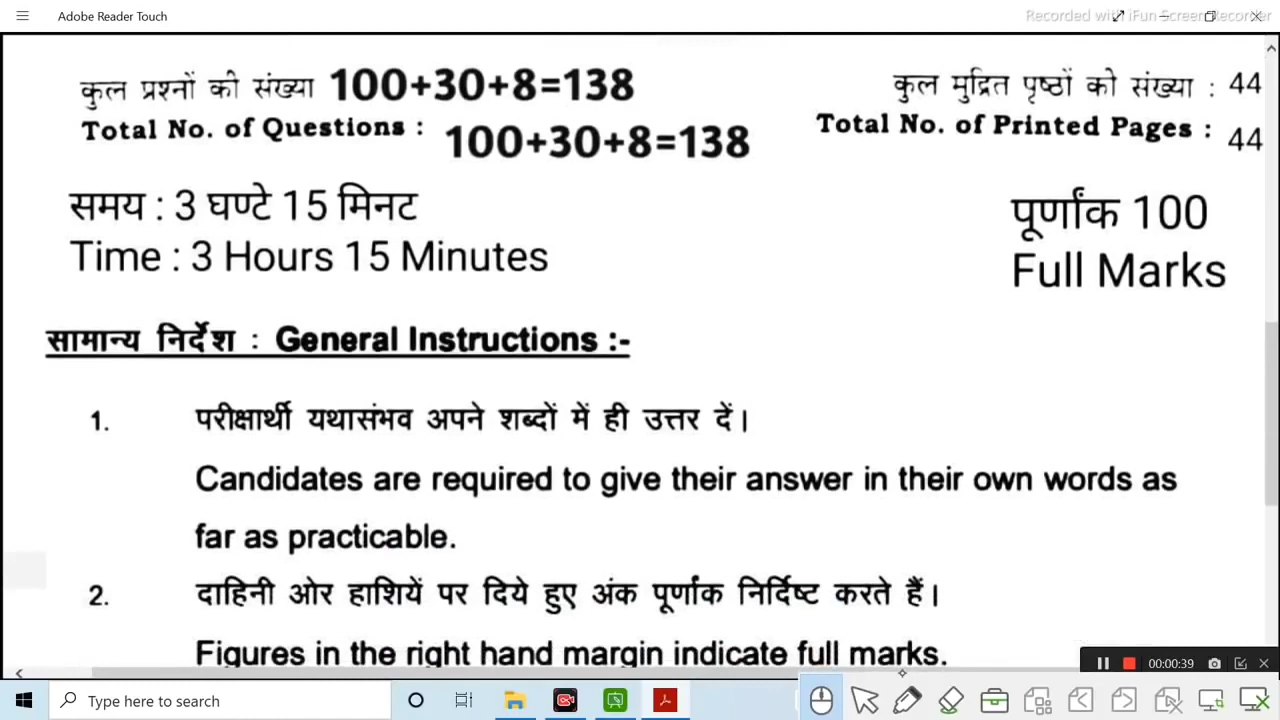 Adobe Reader Touch
Recorded with iFun Screen Recorder
कुल प्रश्नों की संख्या 100+30+8=138
कुल मुद्रित पृष्ठों को संख्या : 44
Total No. of Questions : 100+30+8=138
Total No. of Printed Pages : 44
समय : 3 घण्टे 15 मिनट
पूर्णांक 100
Time : 3 Hours 15 Minutes
Full Marks
सामान्य निर्देश : General Instructions :-
1. परीक्षार्थी यथासंभव अपने शब्दों में ही उत्तर दें।
Candidates are required to give their answer in their own words as
far as practicable.
2. दाहिनी ओर हाशियें पर दिये हुए अंक पूर्णांक निर्दिष्ट करते हैं।
Figures in the right hand margin indicate full marks.
00:00:39
Type here to search